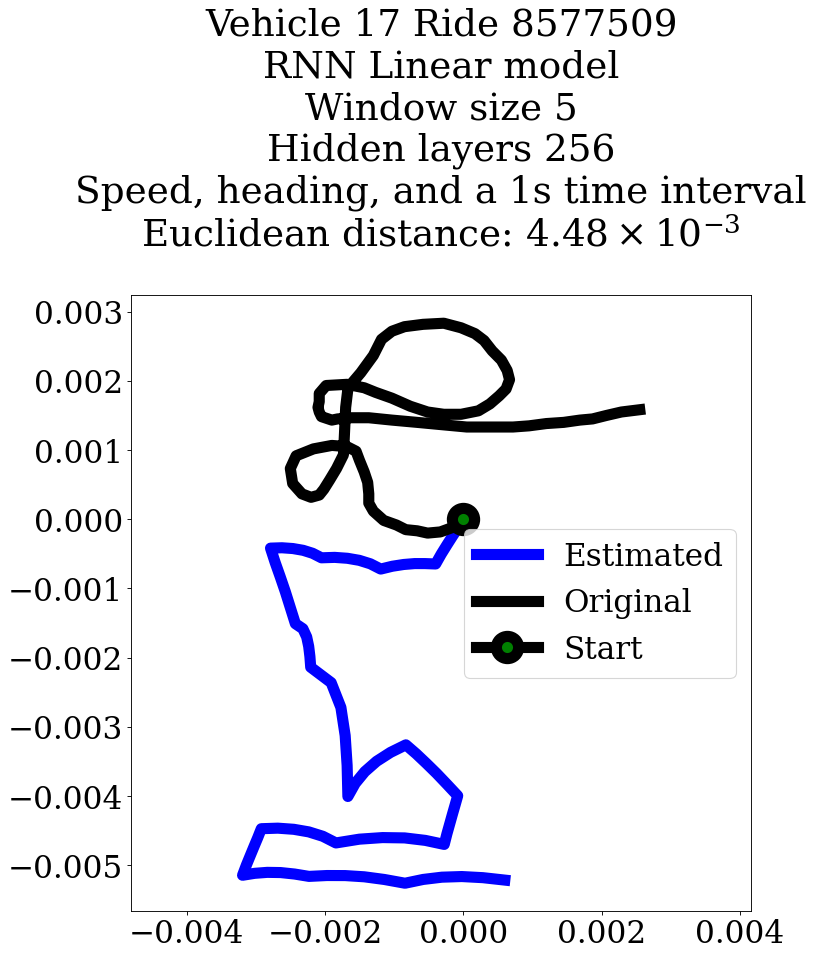 Vehicle 17 Ride 8577509
RNN Linear model
Window size 5
Hidden layers 256
Speed, heading, and a 1s time interval
Euclidean distance: 4.48 × 10⁻³
0.003
0.002
0.001
0.000
−0.001
−0.002
−0.003
−0.004
−0.005
Estimated
Original
Start
−0.004
−0.002
0.000
0.002
0.004